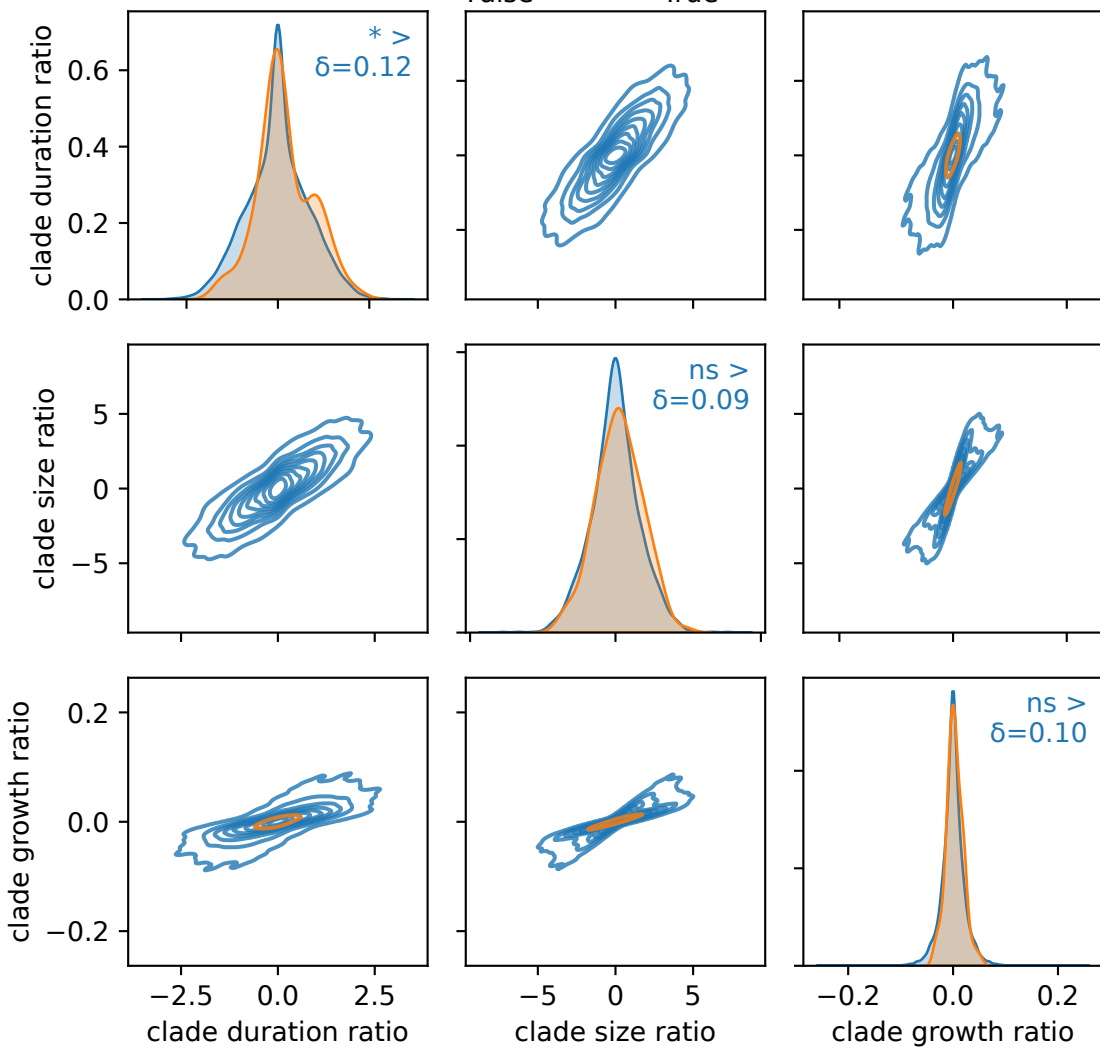 * >
δ=0.12
clade duration ratio
0.6
0.4
0.2
0.0
ns >
δ=0.09
clade size ratio
5
0
−5
ns >
δ=0.10
clade growth ratio
0.2
0.0
−0.2
−2.5 0.0 2.5 −5 0 5 −0.2 0.0 0.2
clade duration ratio clade size ratio clade growth ratio